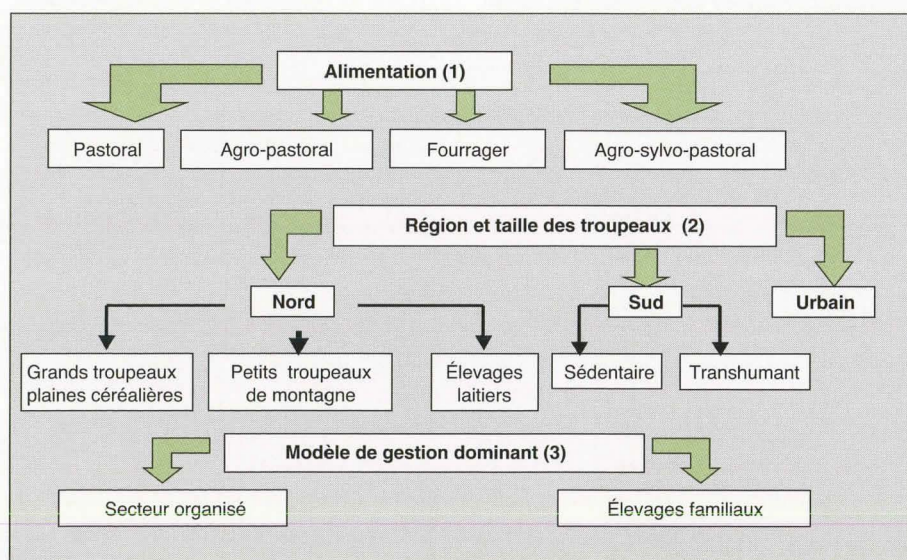 Alimentation (1)
Pastoral
Agro-pastoral
Fourrager
Agro-sylvo-pastoral
Région et taille des troupeaux (2)
Nord
Sud
Urbain
Grands troupeaux
plaines céréalières
Petits troupeaux
de montagne
Élevages
laitiers
Sédentaire
Transhumant
Modèle de gestion dominant (3)
Secteur organisé
Élevages familiaux